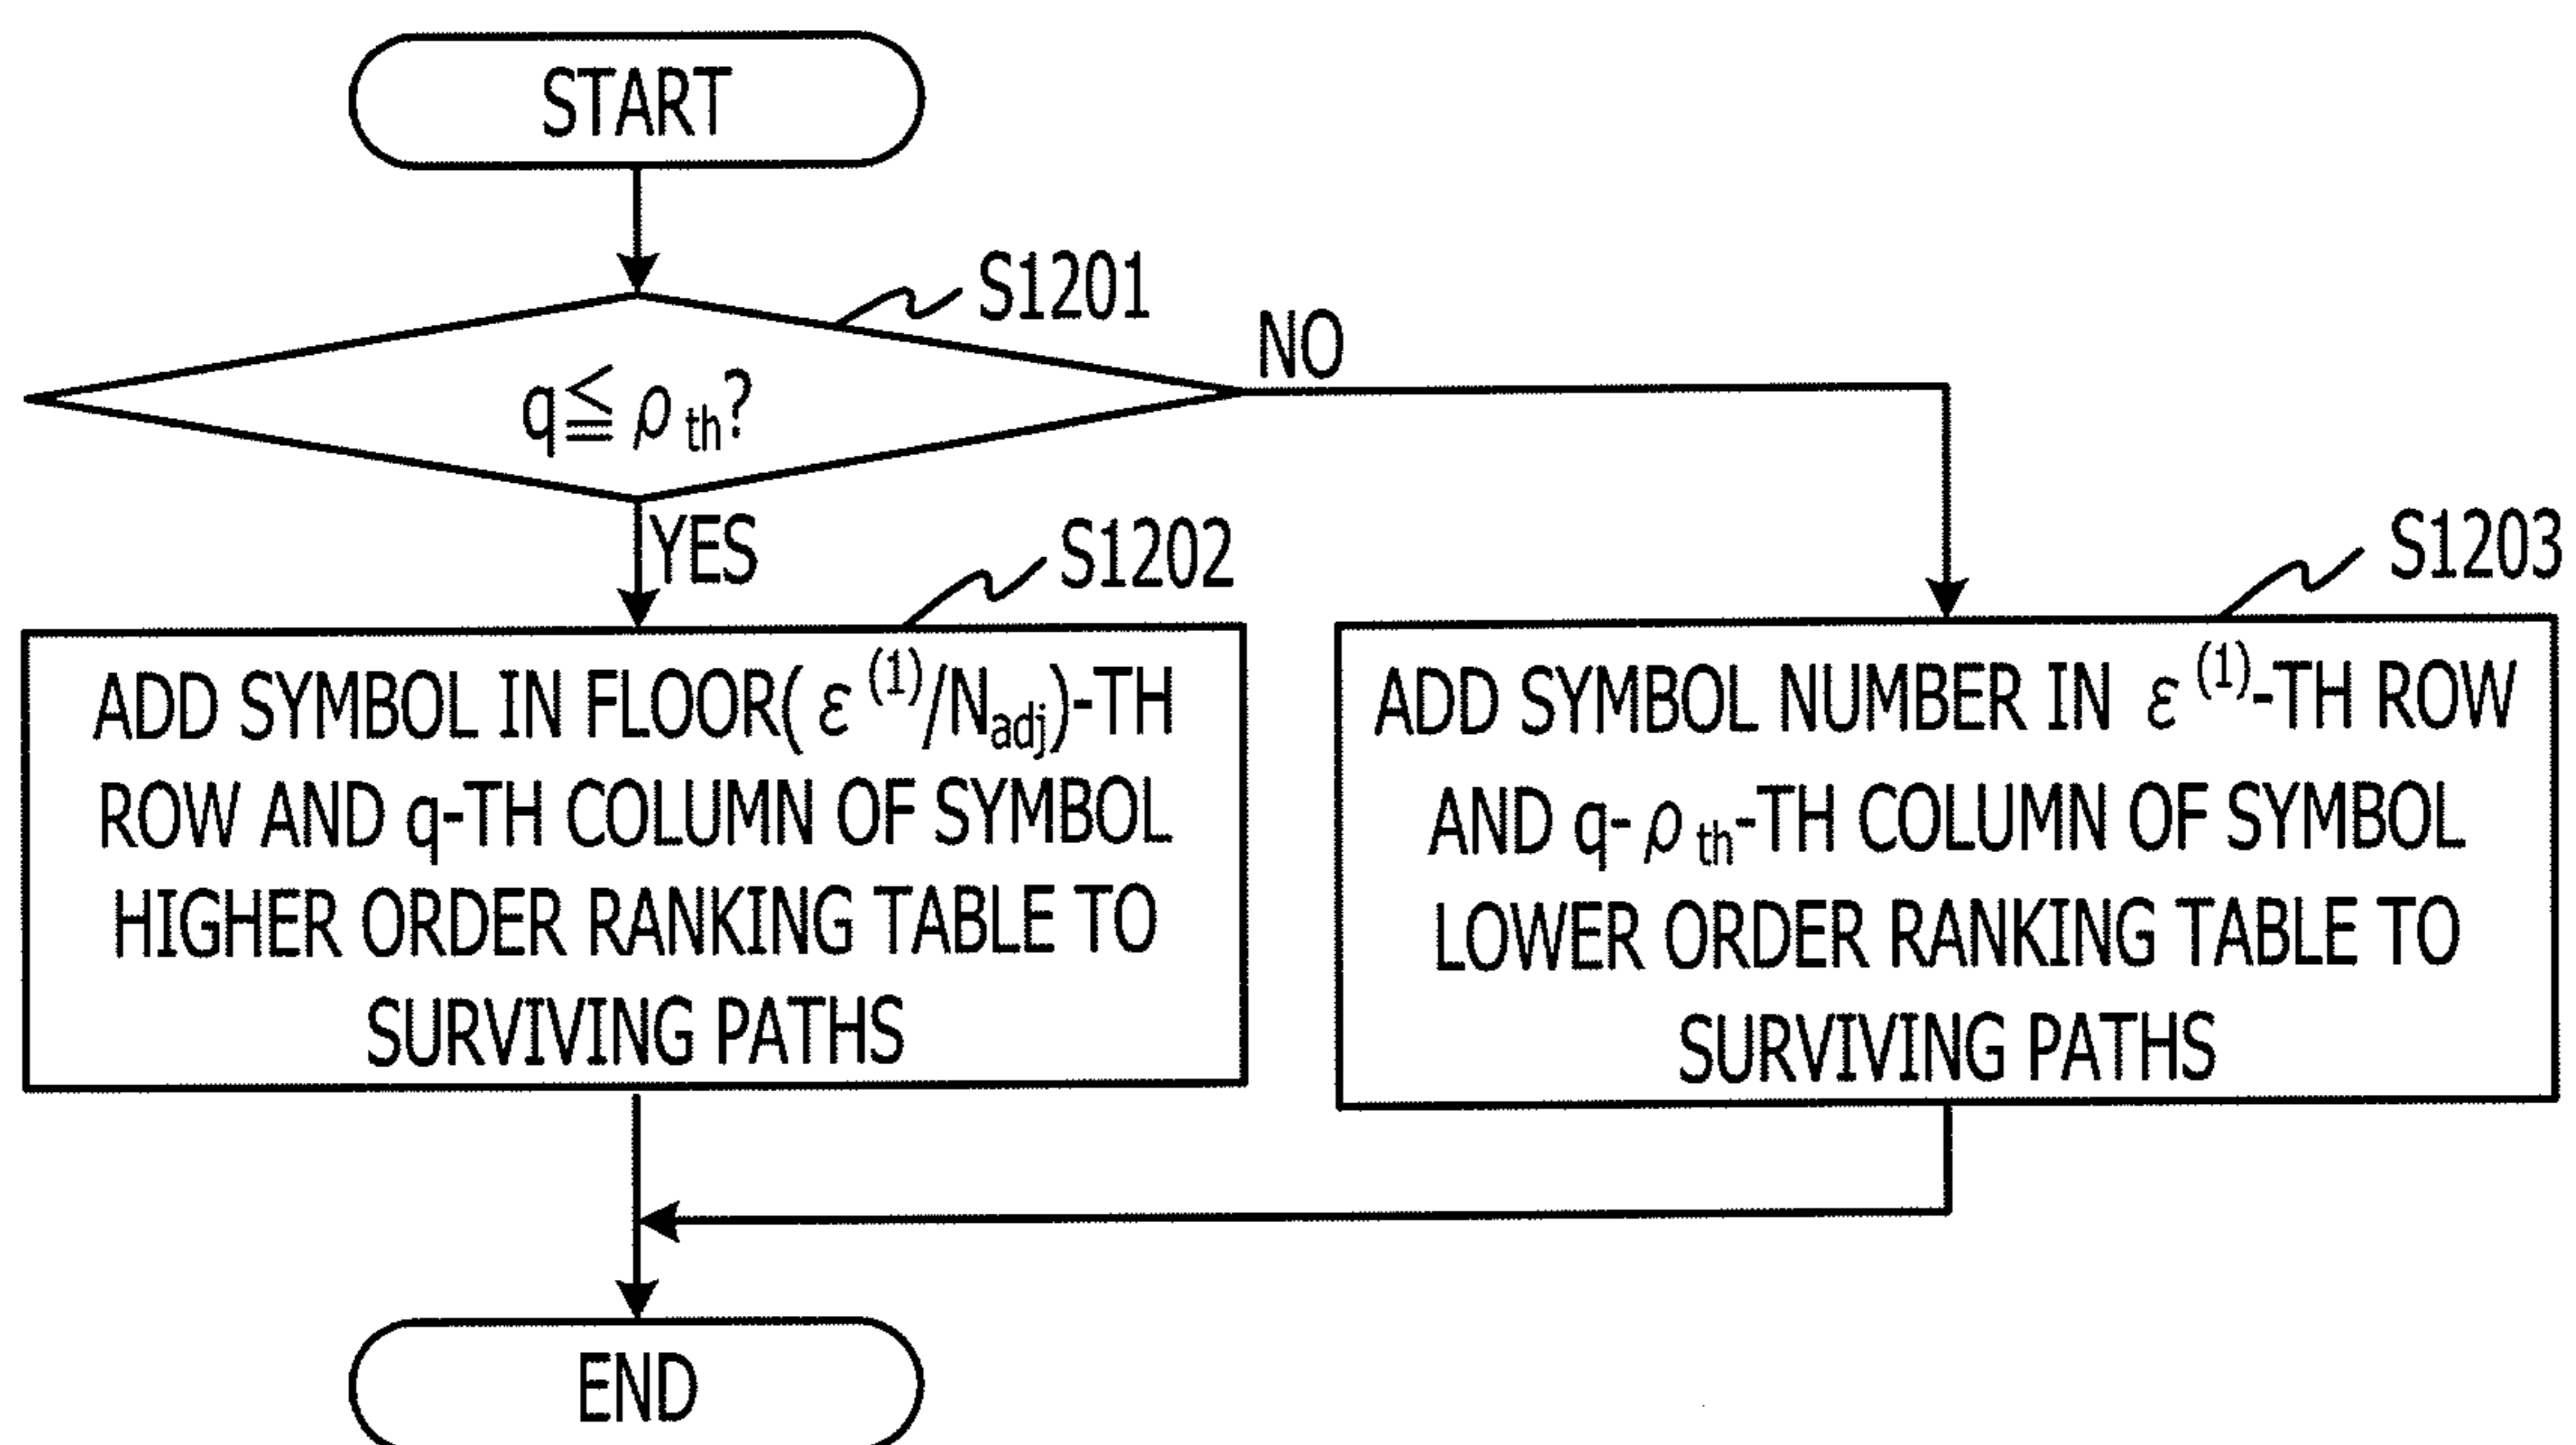 START
S1201
q≦ρth?
NO
YES
S1202
S1203
ADD SYMBOL IN FLOOR(ε(1)/Nadj)-TH
ROW AND q-TH COLUMN OF SYMBOL
HIGHER ORDER RANKING TABLE TO
SURVIVING PATHS
ADD SYMBOL NUMBER IN ε(1)-TH ROW
AND q-ρth-TH COLUMN OF SYMBOL
LOWER ORDER RANKING TABLE TO
SURVIVING PATHS
END